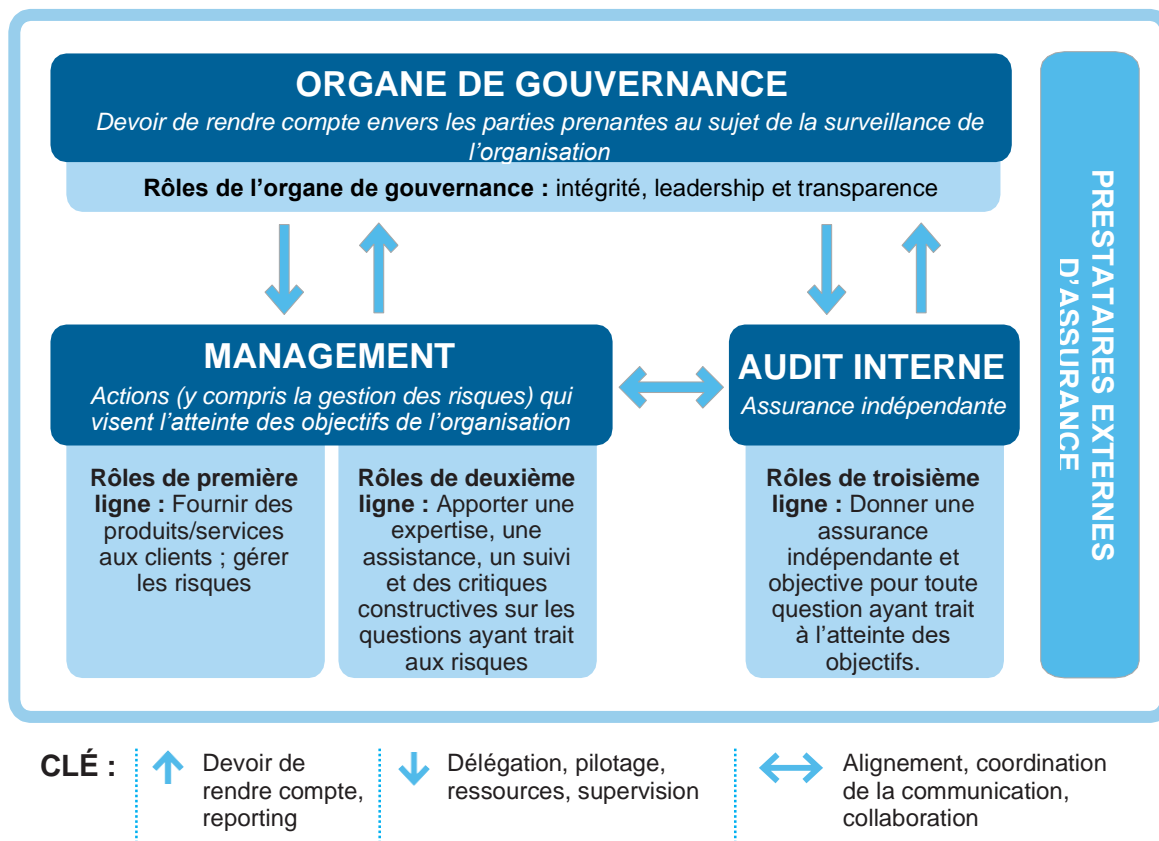 ORGANE DE GOUVERNANCE
Devoir de rendre compte envers les parties prenantes au sujet de la surveillance de
l’organisation
Rôles de l’organe de gouvernance : intégrité, leadership et transparence
MANAGEMENT
Actions (y compris la gestion des risques) qui
visent l’atteinte des objectifs de l’organisation
Rôles de première
ligne : Fournir des
produits/services
aux clients ; gérer
les risques
Rôles de deuxième
ligne : Apporter une
expertise, une
assistance, un suivi
et des critiques
constructives sur les
questions ayant trait
aux risques
AUDIT INTERNE
Assurance indépendante
Rôles de troisième
ligne : Donner une
assurance
indépendante et
objective pour toute
question ayant trait
à l’atteinte des
objectifs.
PRESTATAIRES EXTERNES
D’ASSURANCE
CLÉ :
Devoir de
rendre compte,
reporting
Délégation, pilotage,
ressources, supervision
Alignement, coordination
de la communication,
collaboration